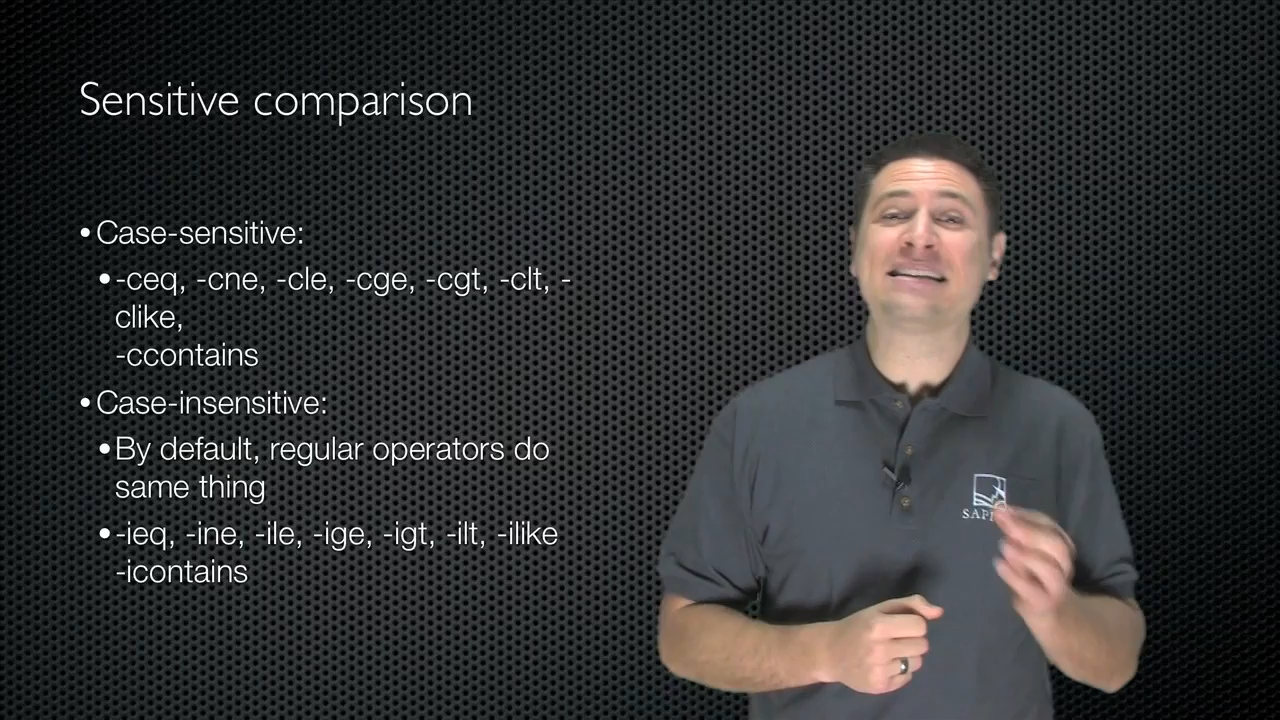 Sensitive comparison
•Case-sensitive:
•-ceq, -cne, -cle, -cge, -cgt, -clt, -
clike,
-ccontains
•Case-insensitive:
•By default, regular operators do
same thing
•-ieq, -ine, -ile, -ige, -igt, -ilt, -ilike
-icontains